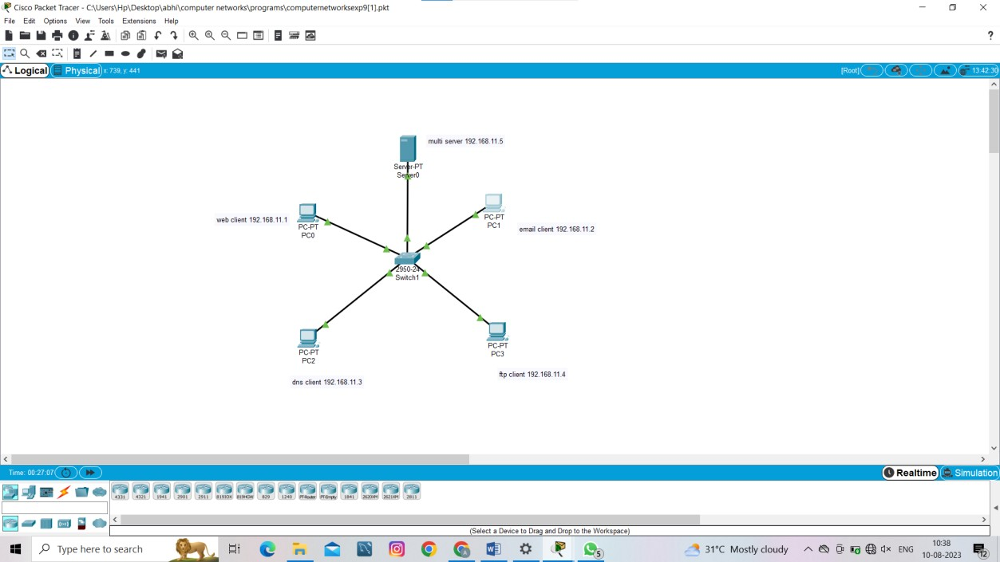 Cisco Packet Tracer - C:\Users\Hp\Desktop\abhi\computer networks\programs\computernetworksexp9[1].pkt
File Edit Options View Tools Extensions Help
?
Logical Physical x: 739, y: 441 [Root] 13:42:30
multi server 192.168.11.5
Server-PT
Server0
web client 192.168.11.1
PC-PT
PC0
PC-PT
PC1
email client 192.168.11.2
2950-24
Switch1
PC-PT
PC2
PC-PT
PC3
ftp client 192.168.11.4
dns client 192.168.11.3
Time: 00:27:07 Realtime Simulation
4331 4321 1941 2901 2911 819IOX 819HGW 829 1240 PT-Router PT-Empty 1841 2620XM 2621XM 2811
(Select a Device to Drag and Drop to the Workspace)
Type here to search
5
31°C Mostly cloudy
ENG
10:38
10-08-2023
12